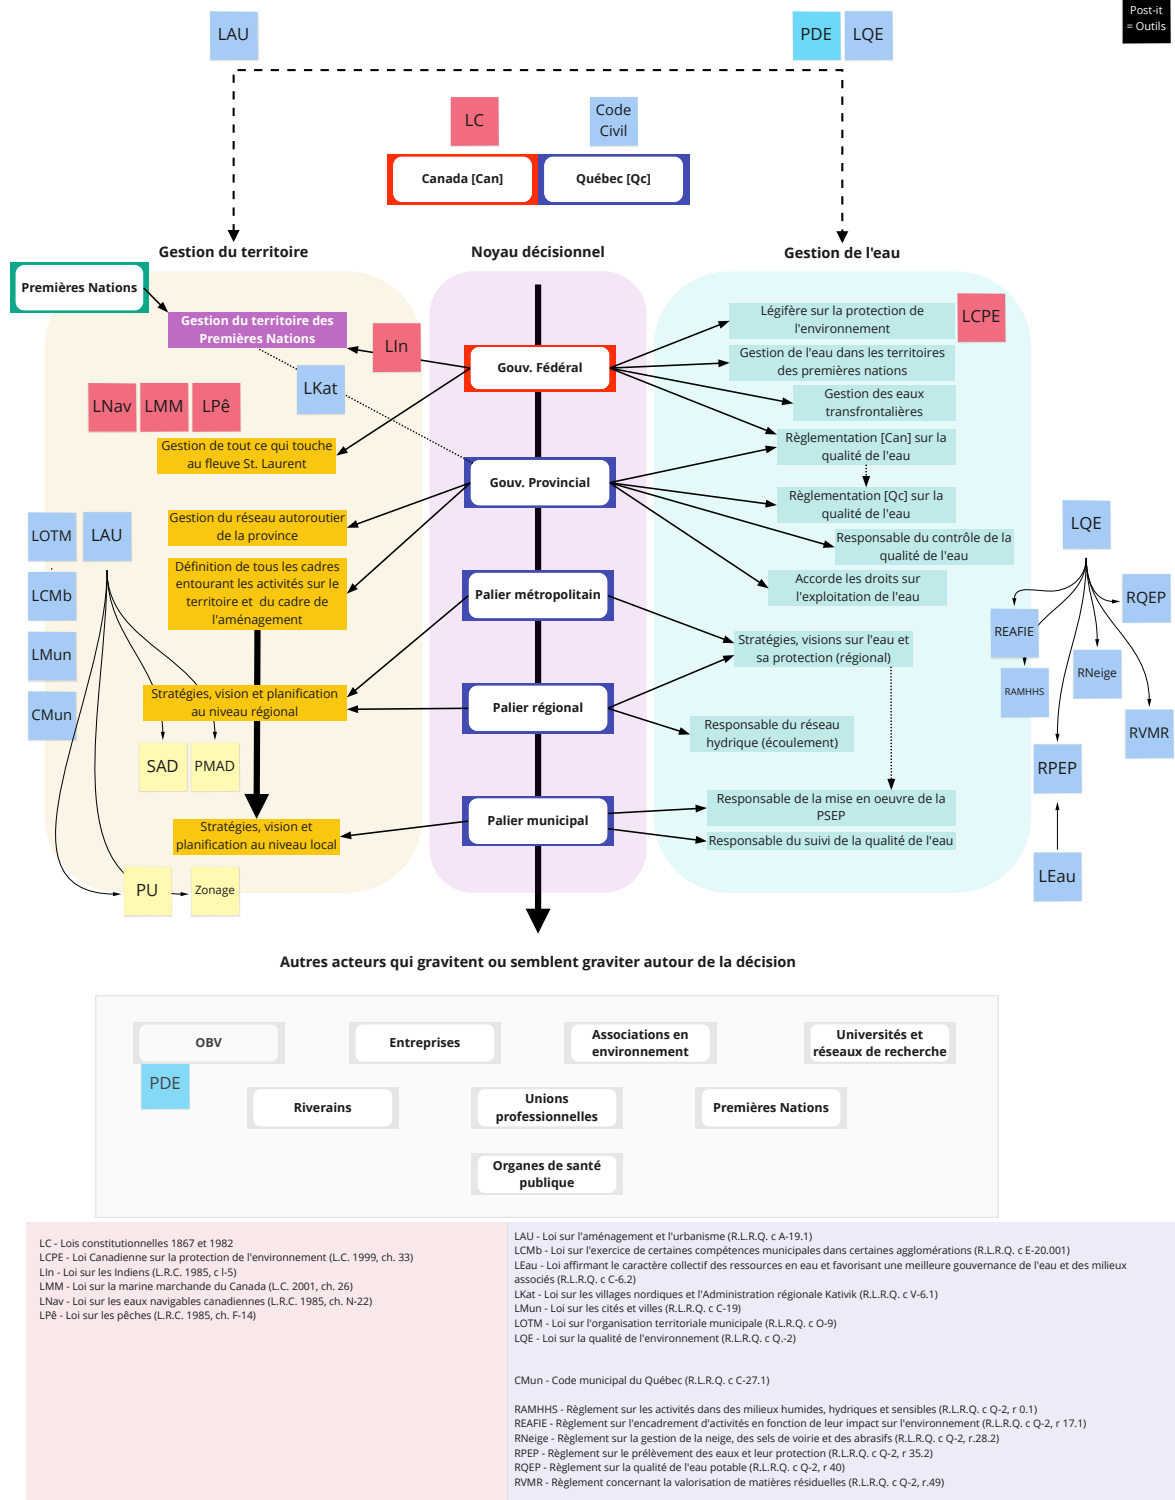 Post-it
= Outils
LAU
PDE
LQE
LC
Code
Civil
Canada [Can]
Québec [Qc]
Gestion du territoire
Noyau décisionnel
Gestion de l'eau
Premières Nations
Gestion du territoire des
Premières Nations
LIn
LKat
LNav
LMM
LPê
Gestion de tout ce qui touche
au fleuve St. Laurent
Gestion du réseau autoroutier
de la province
LOTM
LAU
LCMb
LMun
CMun
Définition de tous les cadres
entourant les activités sur le
territoire et du cadre de
l'aménagement
Stratégies, vision et planification
au niveau régional
SAD
PMAD
Stratégies, vision et
planification au niveau local
PU
Zonage
Gouv. Fédéral
Gouv. Provincial
Palier métropolitain
Palier régional
Palier municipal
Légifère sur la protection de
l'environnement
LCPE
Gestion de l'eau dans les territoires
des premières nations
Gestion des eaux
transfrontalières
Règlementation [Can] sur la
qualité de l'eau
Règlementation [Qc] sur la
qualité de l'eau
Responsable du contrôle de la
qualité de l'eau
Accorde les droits sur
l'exploitation de l'eau
Stratégies, visions sur l'eau et
sa protection (régional)
Responsable du réseau
hydrique (écoulement)
Responsable de la mise en oeuvre de la
PSEP
Responsable du suivi de la qualité de l'eau
LQE
RQEP
REAFIE
RNeige
RAMHHS
RVMR
RPEP
LEau
Autres acteurs qui gravitent ou semblent graviter autour de la décision
OBV
Entreprises
Associations en
environnement
Universités et
réseaux de recherche
PDE
Riverains
Unions
professionnelles
Premières Nations
Organes de santé
publique
LC - Lois constitutionnelles 1867 et 1982
LCPE - Loi Canadienne sur la protection de l'environnement (L.C. 1999, ch. 33)
LIn - Loi sur les Indiens (L.R.C. 1985, c I-5)
LMM - Loi sur la marine marchande du Canada (L.C. 2001, ch. 26)
LNav - Loi sur les eaux navigables canadiennes (L.R.C. 1985, ch. N-22)
LPê - Loi sur les pêches (L.R.C. 1985, ch. F-14)
LAU - Loi sur l'aménagement et l'urbanisme (R.L.R.Q. c A-19.1)
LCMb - Loi sur l'exercice de certaines compétences municipales dans certaines agglomérations (R.L.R.Q. c E-20.001)
LEau - Loi affirmant le caractère collectif des ressources en eau et favorisant une meilleure gouvernance de l'eau et des milieux
associés (R.L.R.Q. c C-6.2)
LKat - Loi sur les villages nordiques et l'Administration régionale Kativik (R.L.R.Q. c V-6.1)
LMun - Loi sur les cités et villes (R.L.R.Q. c C-19)
LOTM - Loi sur l'organisation territoriale municipale (R.L.R.Q. c O-9)
LQE - Loi sur la qualité de l'environnement (R.L.R.Q. c Q.-2)
CMun - Code municipal du Québec (R.L.R.Q. c C-27.1)
RAMHHS - Règlement sur les activités dans des milieux humides, hydriques et sensibles (R.L.R.Q. c Q-2, r 0.1)
REAFIE - Règlement sur l'encadrement d'activités en fonction de leur impact sur l'environnement (R.L.R.Q. c Q-2, r 17.1)
RNeige - Règlement sur la gestion de la neige, des sels de voirie et des abrasifs (R.L.R.Q. c Q-2, r.28.2)
RPEP - Règlement sur le prélèvement des eaux et leur protection (R.L.R.Q. c Q-2, r 35.2)
RQEP - Règlement sur la qualité de l'eau potable (R.L.R.Q. c Q-2, r 40)
RVMR - Règlement concernant la valorisation de matières résiduelles (R.L.R.Q. c Q-2, r.49)